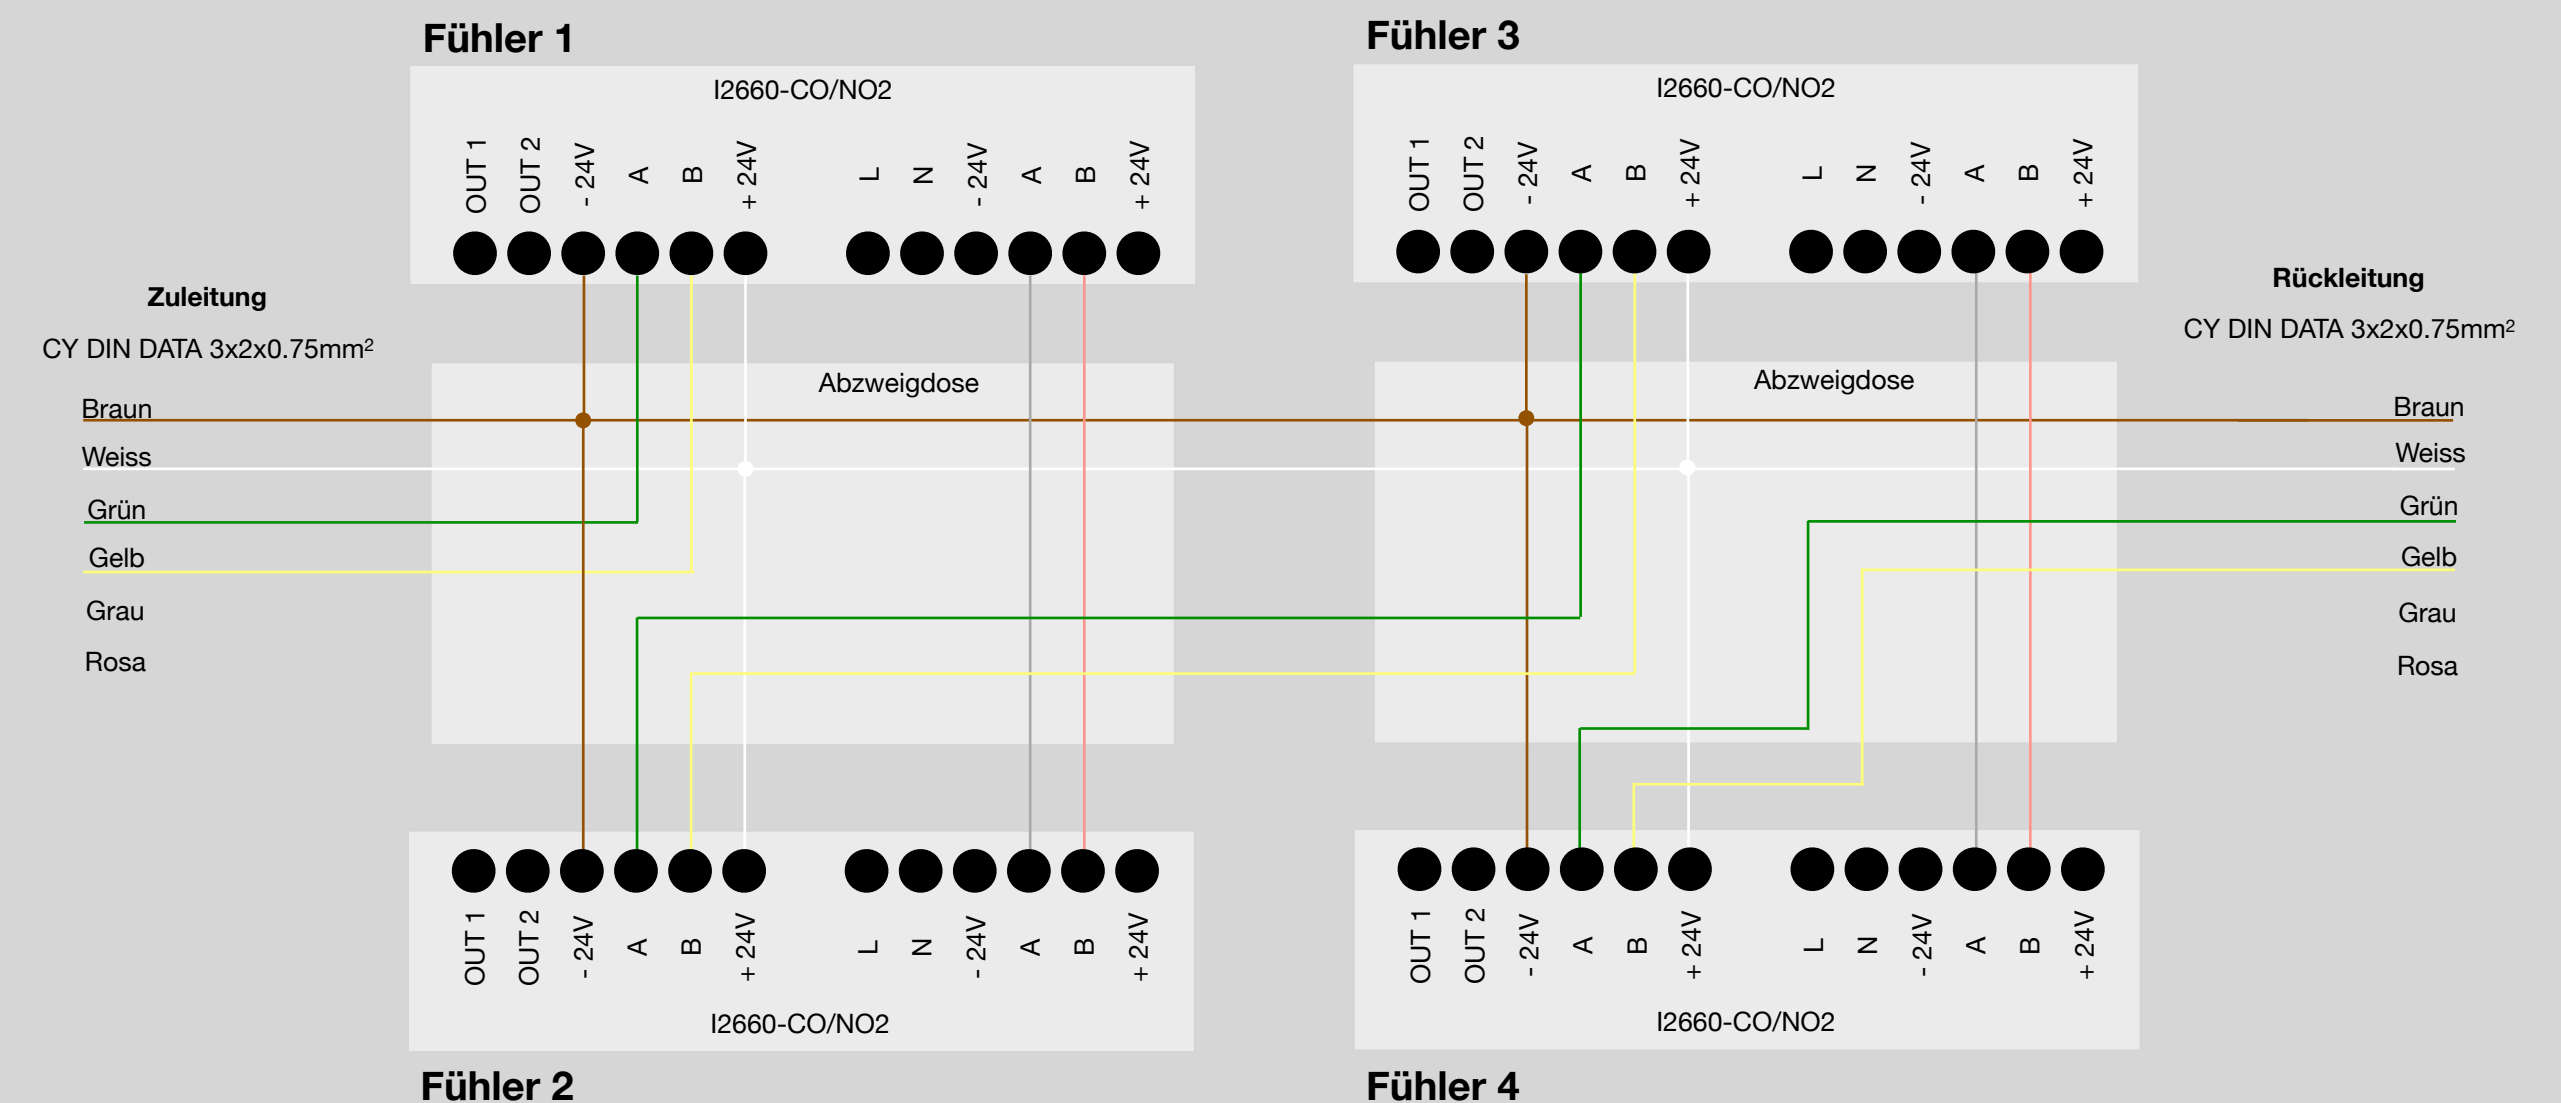 Fühler 1
Fühler 3
I2660-CO/NO2
I2660-CO/NO2
OUT 1 OUT 2 - 24V A B + 24V L N - 24V A B + 24V
OUT 1 OUT 2 - 24V A B + 24V L N - 24V A B + 24V
Zuleitung
CY DIN DATA 3x2x0.75mm²
Rückleitung
CY DIN DATA 3x2x0.75mm²
Abzweigdose
Abzweigdose
Braun
Weiss
Grün
Gelb
Grau
Rosa
Braun
Weiss
Grün
Gelb
Grau
Rosa
OUT 1 OUT 2 - 24V A B + 24V L N - 24V A B + 24V
OUT 1 OUT 2 - 24V A B + 24V L N - 24V A B + 24V
I2660-CO/NO2
I2660-CO/NO2
Fühler 2
Fühler 4